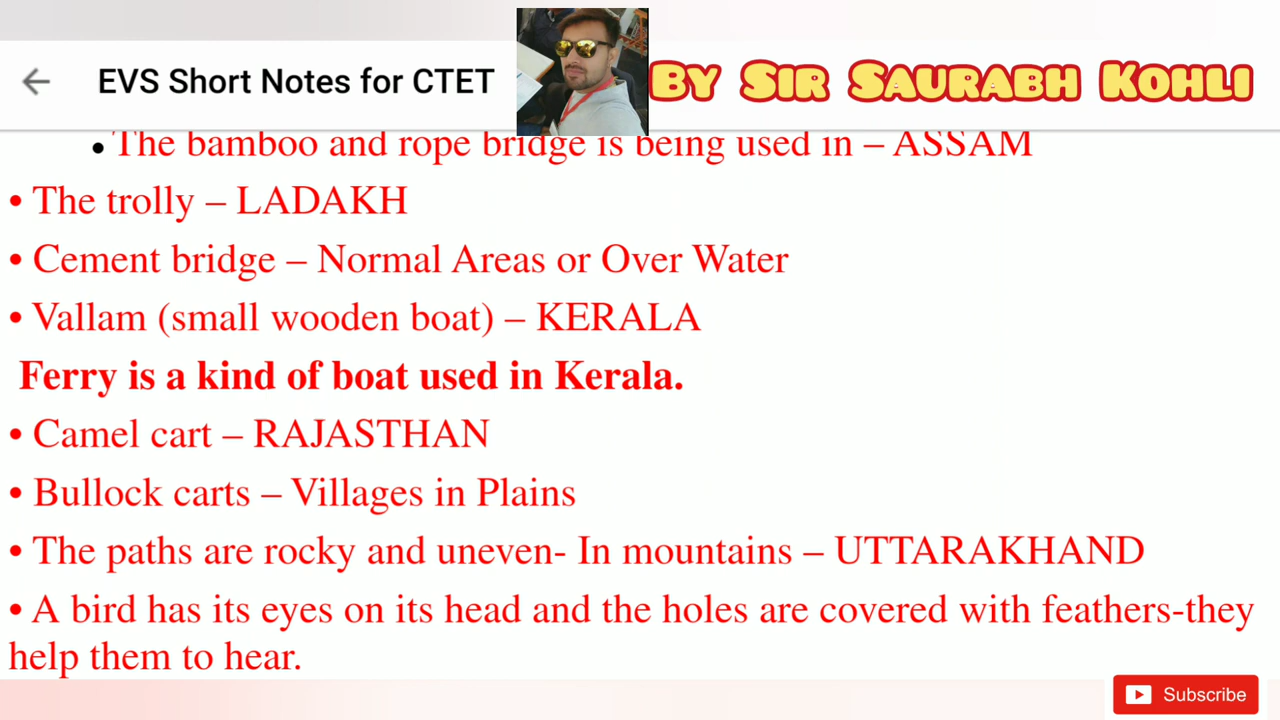 EVS Short Notes for CTET
BY SIR SAURABH KOHLI
• The bamboo and rope bridge is being used in – ASSAM
• The trolly – LADAKH
• Cement bridge – Normal Areas or Over Water
• Vallam (small wooden boat) – KERALA
Ferry is a kind of boat used in Kerala.
• Camel cart – RAJASTHAN
• Bullock carts – Villages in Plains
• The paths are rocky and uneven- In mountains – UTTARAKHAND
• A bird has its eyes on its head and the holes are covered with feathers-they
help them to hear.
Subscribe